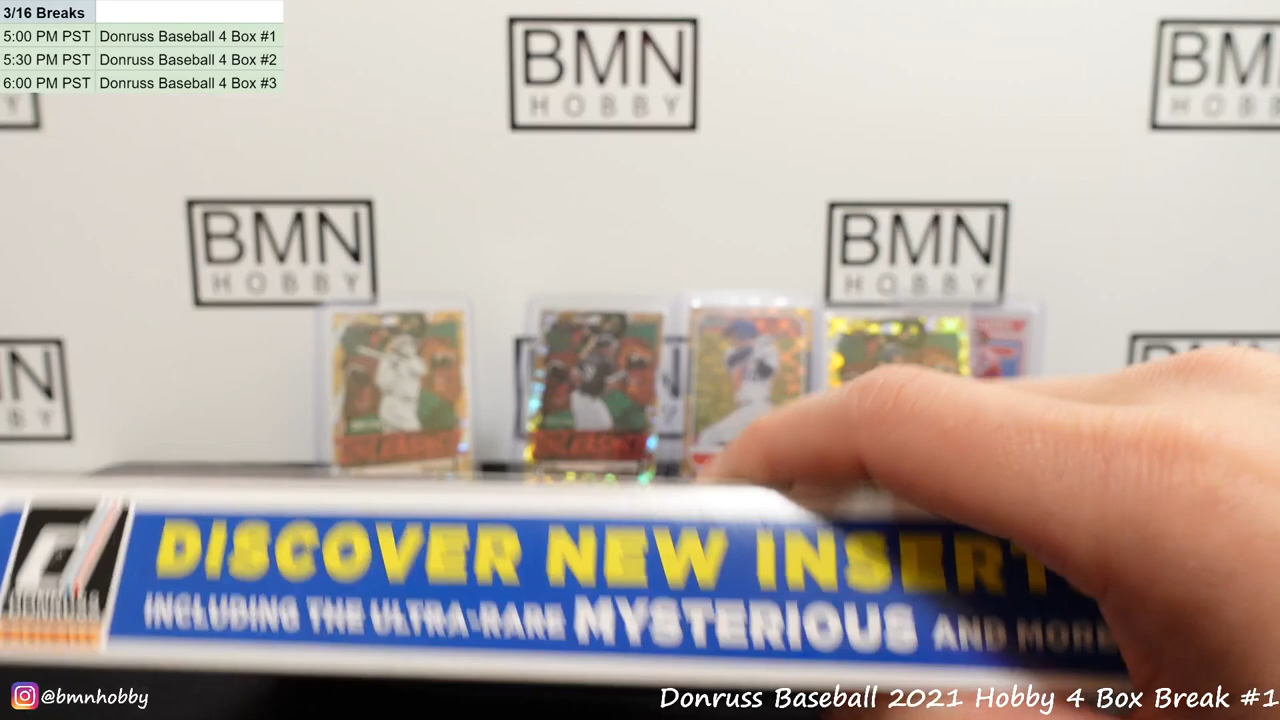 3/16 Breaks
5:00 PM PST Donruss Baseball 4 Box #1
5:30 PM PST Donruss Baseball 4 Box #2
6:00 PM PST Donruss Baseball 4 Box #3
BMN
HOBBY
BMN
HOBBY
BMN
HOBBY
DISCOVER NEW INSERT
INCLUDING THE ULTRA-RARE MYSTERIOUS AND MORE
DONRUSS
@bmnhobby
Donruss Baseball 2021 Hobby 4 Box Break #1